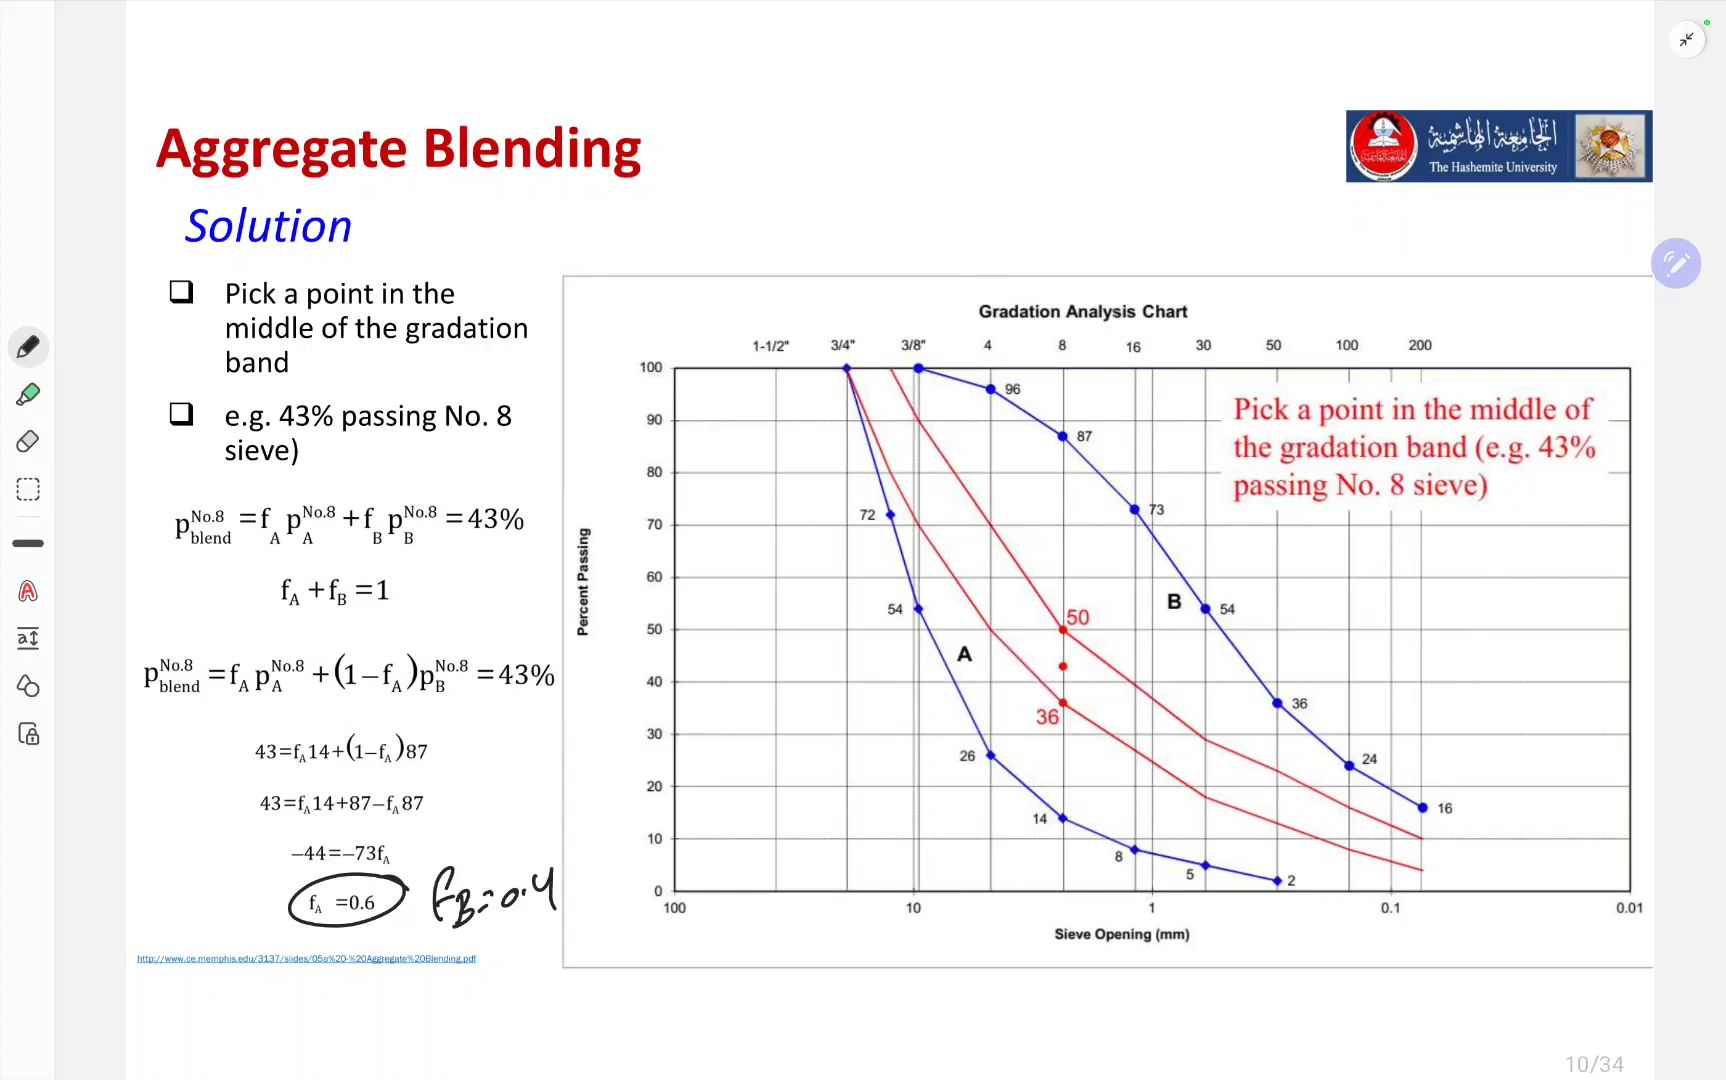 Aggregate Blending
الجامعة الهاشمية
The Hashemite University
Solution
❑ Pick a point in the
middle of the gradation
band
❑ e.g. 43% passing No. 8
sieve)
p_blend^No.8 = f_A p_A^No.8 + f_B p_B^No.8 = 43%
f_A + f_B = 1
p_blend^No.8 = f_A p_A^No.8 + (1 − f_A) p_B^No.8 = 43%
43=f_A14+(1−f_A)87
43=f_A14+87−f_A87
−44=−73f_A
f_A =0.6
f_B = 0.4
http://www.ce.memphis.edu/3137/slides/05a%20-%20Aggregate%20Blending.pdf
Gradation Analysis Chart
1-1/2" 3/4" 3/8" 4 8 16 30 50 100 200
Pick a point in the middle of
the gradation band (e.g. 43%
passing No. 8 sieve)
Percent Passing
100
90
80
70
60
50
40
30
20
10
0
96
87
73
54
36
24
16
B
72
54
26
14
8
5
2
A
50
36
100 10 1 0.1 0.01
Sieve Opening (mm)
10/34